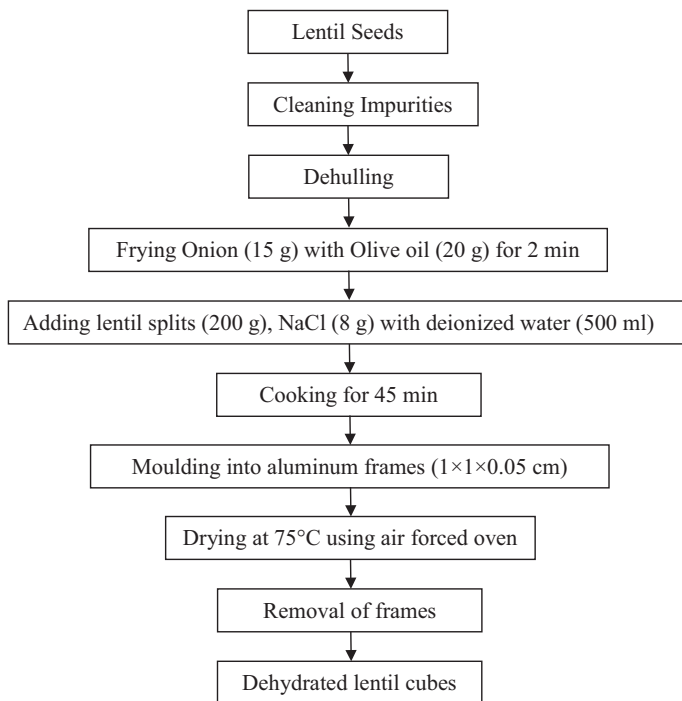 Lentil Seeds
Cleaning Impurities
Dehulling
Frying Onion (15 g) with Olive oil (20 g) for 2 min
Adding lentil splits (200 g), NaCl (8 g) with deionized water (500 ml)
Cooking for 45 min
Moulding into aluminum frames (1×1×0.05 cm)
Drying at 75°C using air forced oven
Removal of frames
Dehydrated lentil cubes